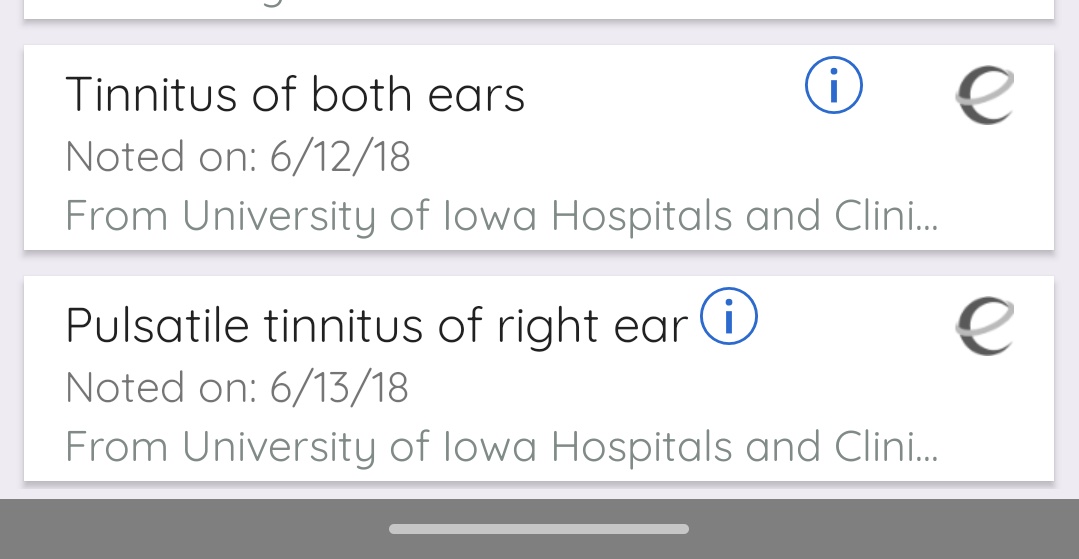 Tinnitus of both ears
Noted on: 6/12/18
From University of Iowa Hospitals and Clini...
Pulsatile tinnitus of right ear
Noted on: 6/13/18
From University of Iowa Hospitals and Clini...